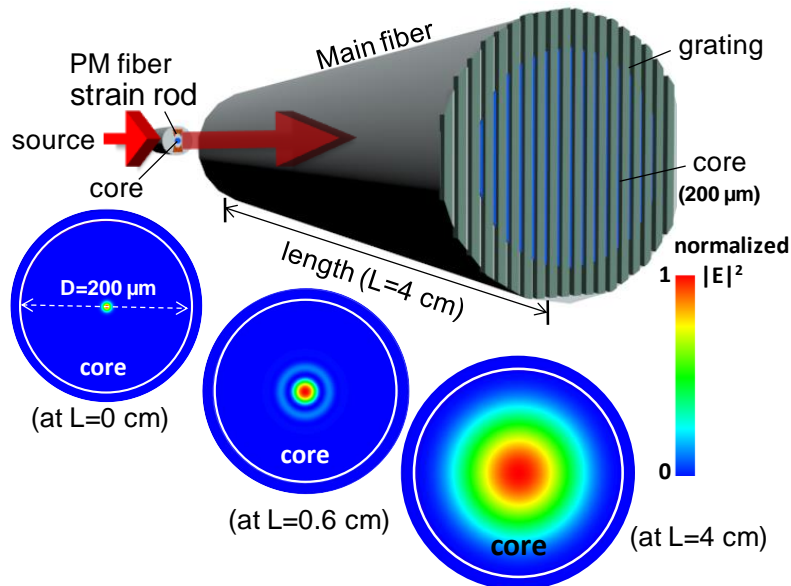 Main fiber
grating
PM fiber
strain rod
source
core
core
(200 µm)
length (L=4 cm)
normalized
1
|E|²
0
D=200 µm
core
(at L=0 cm)
core
(at L=0.6 cm)
core
(at L=4 cm)